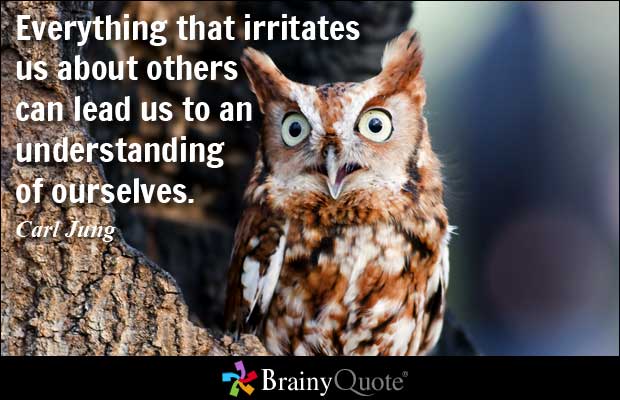 Everything that irritates
us about others
can lead us to an
understanding
of ourselves.
Carl Jung
BrainyQuote®